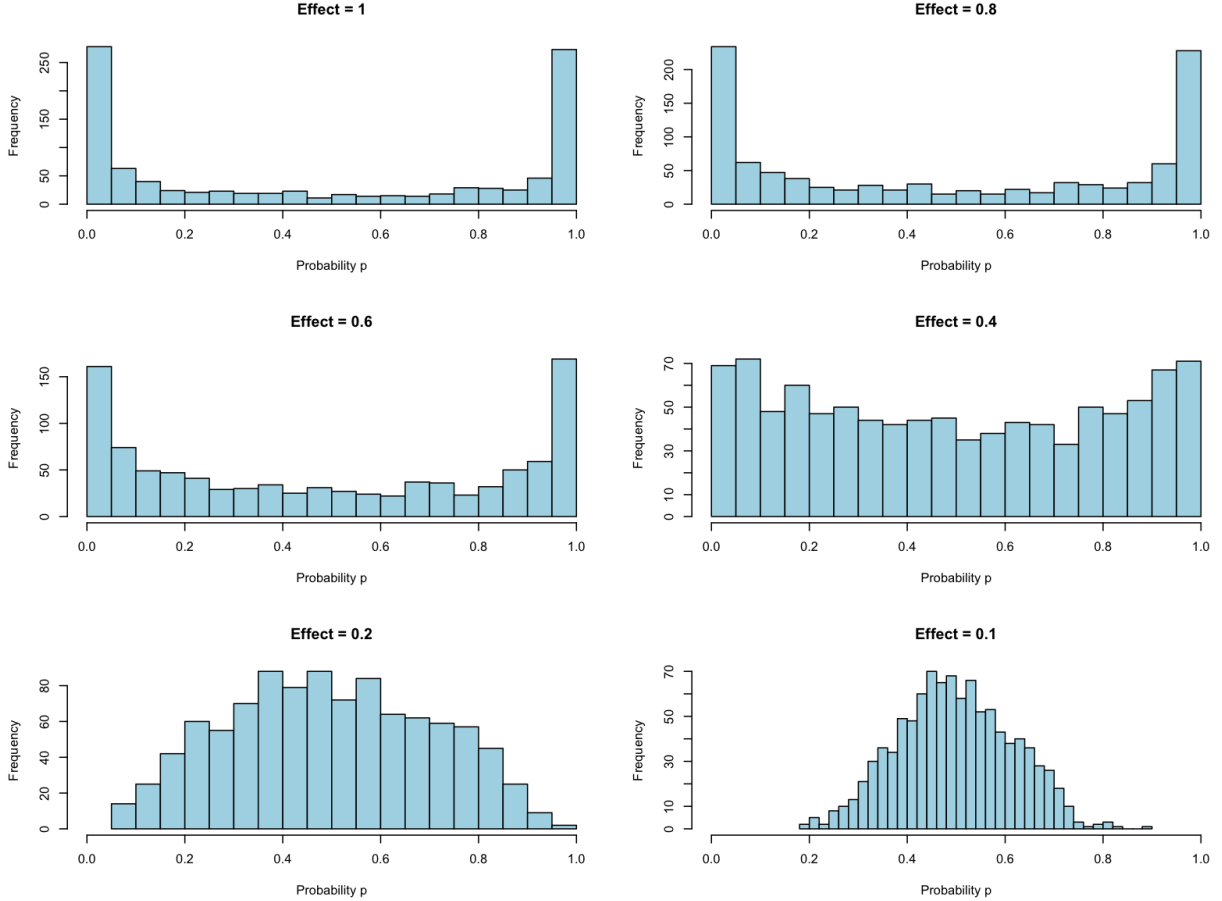 Effect = 1
Frequency
0
50
150
250
0.0 0.2 0.4 0.6 0.8 1.0
Probability p
Effect = 0.8
Frequency
0
50
100
150
200
0.0 0.2 0.4 0.6 0.8 1.0
Probability p
Effect = 0.6
Frequency
0
50
100
150
0.0 0.2 0.4 0.6 0.8 1.0
Probability p
Effect = 0.4
Frequency
0
10
30
50
70
0.0 0.2 0.4 0.6 0.8 1.0
Probability p
Effect = 0.2
Frequency
0
20
40
60
80
0.0 0.2 0.4 0.6 0.8 1.0
Probability p
Effect = 0.1
Frequency
0
10
30
50
70
0.0 0.2 0.4 0.6 0.8 1.0
Probability p